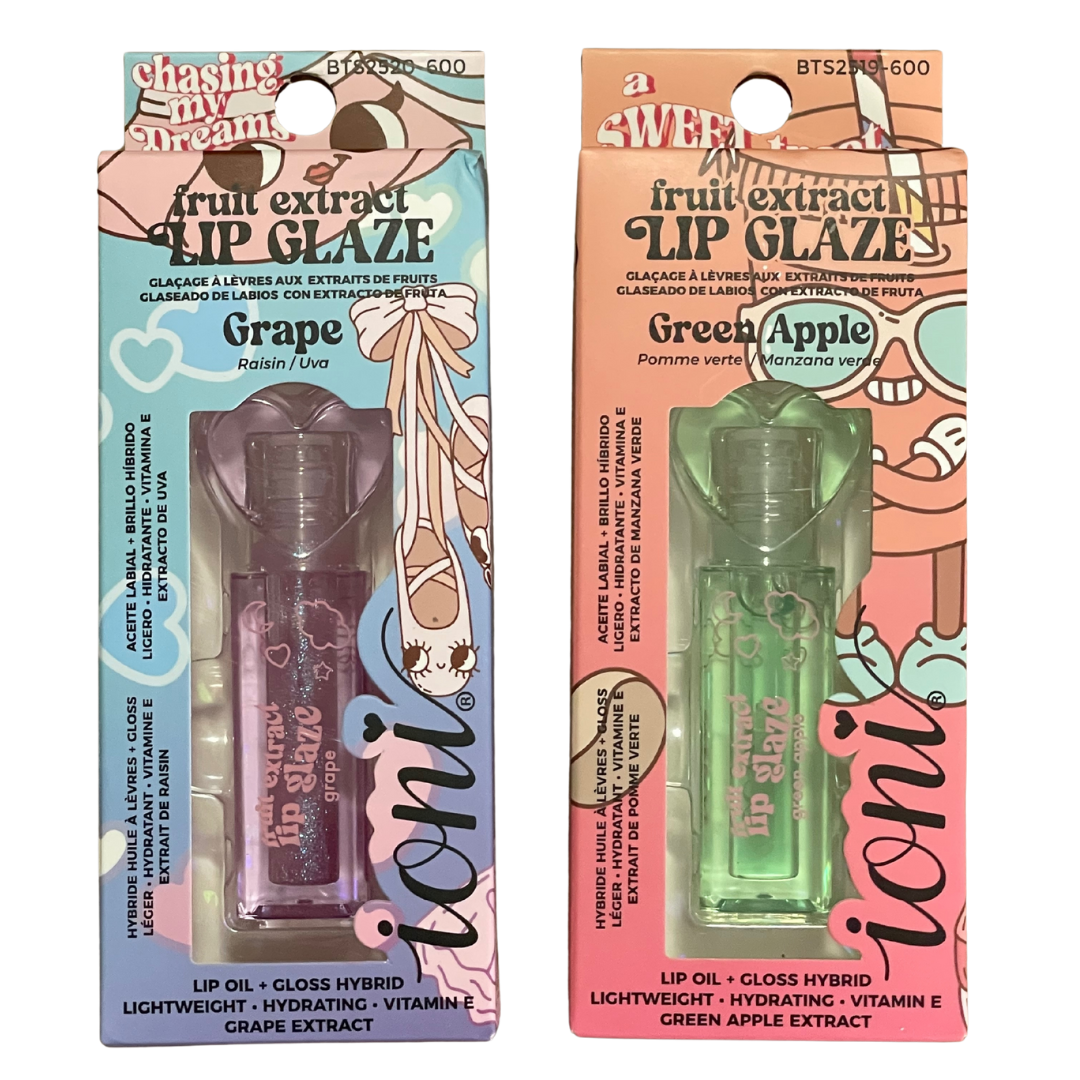 chasing
my
Dreams
BTS2520-600
fruit extract
LIP GLAZE
GLAÇAGE À LÈVRES AUX EXTRAITS DE FRUITS
GLASEADO DE LABIOS CON EXTRACTO DE FRUTA
Grape
Raisin / Uva
ACEITE LABIAL + BRILLO HÍBRIDO
LIGERO • HIDRATANTE • VITAMINA E
EXTRACTO DE UVA
HYBRIDE HUILE À LÈVRES + GLOSS
LÉGER • HYDRATANT • VITAMINE E
EXTRAIT DE RAISIN
fruit extract
lip glaze
grape
ioni®
LIP OIL + GLOSS HYBRID
LIGHTWEIGHT • HYDRATING • VITAMIN E
GRAPE EXTRACT
a
SWEET treat
BTS2519-600
fruit extract
LIP GLAZE
GLAÇAGE À LÈVRES AUX EXTRAITS DE FRUITS
GLASEADO DE LABIOS CON EXTRACTO DE FRUTA
Green Apple
Pomme verte / Manzana verde
ACEITE LABIAL + BRILLO HÍBRIDO
LIGERO • HIDRATANTE • VITAMINA E
EXTRACTO DE MANZANA VERDE
HYBRIDE HUILE À LÈVRES + GLOSS
LÉGER • HYDRATANT • VITAMINE E
EXTRAIT DE POMME VERTE
fruit extract
lip glaze
green apple
ioni®
LIP OIL + GLOSS HYBRID
LIGHTWEIGHT • HYDRATING • VITAMIN E
GREEN APPLE EXTRACT